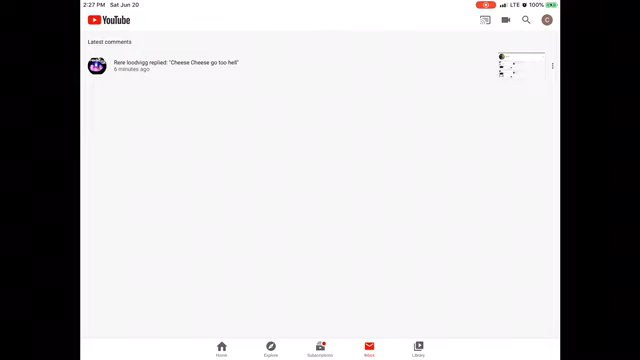 2:27 PM Sat Jun 20
LTE 100%
YouTube
C
Latest comments
Rere loodvigg replied: "Cheese Cheese go too hell"
6 minutes ago
Home Explore Subscriptions Inbox Library